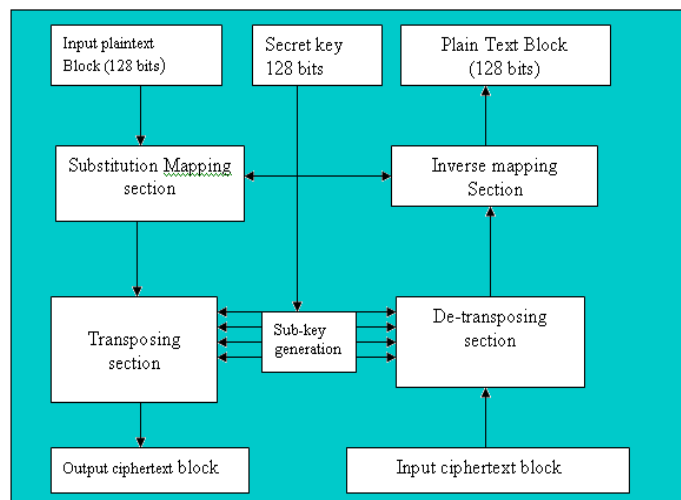 Input plaintext
Block (128 bits)
Secret key
128 bits
Plain Text Block
(128 bits)
Substitution Mapping
section
Inverse mapping
Section
Transposing
section
Sub-key
generation
De-transposing
section
Output ciphertext block
Input ciphertext block